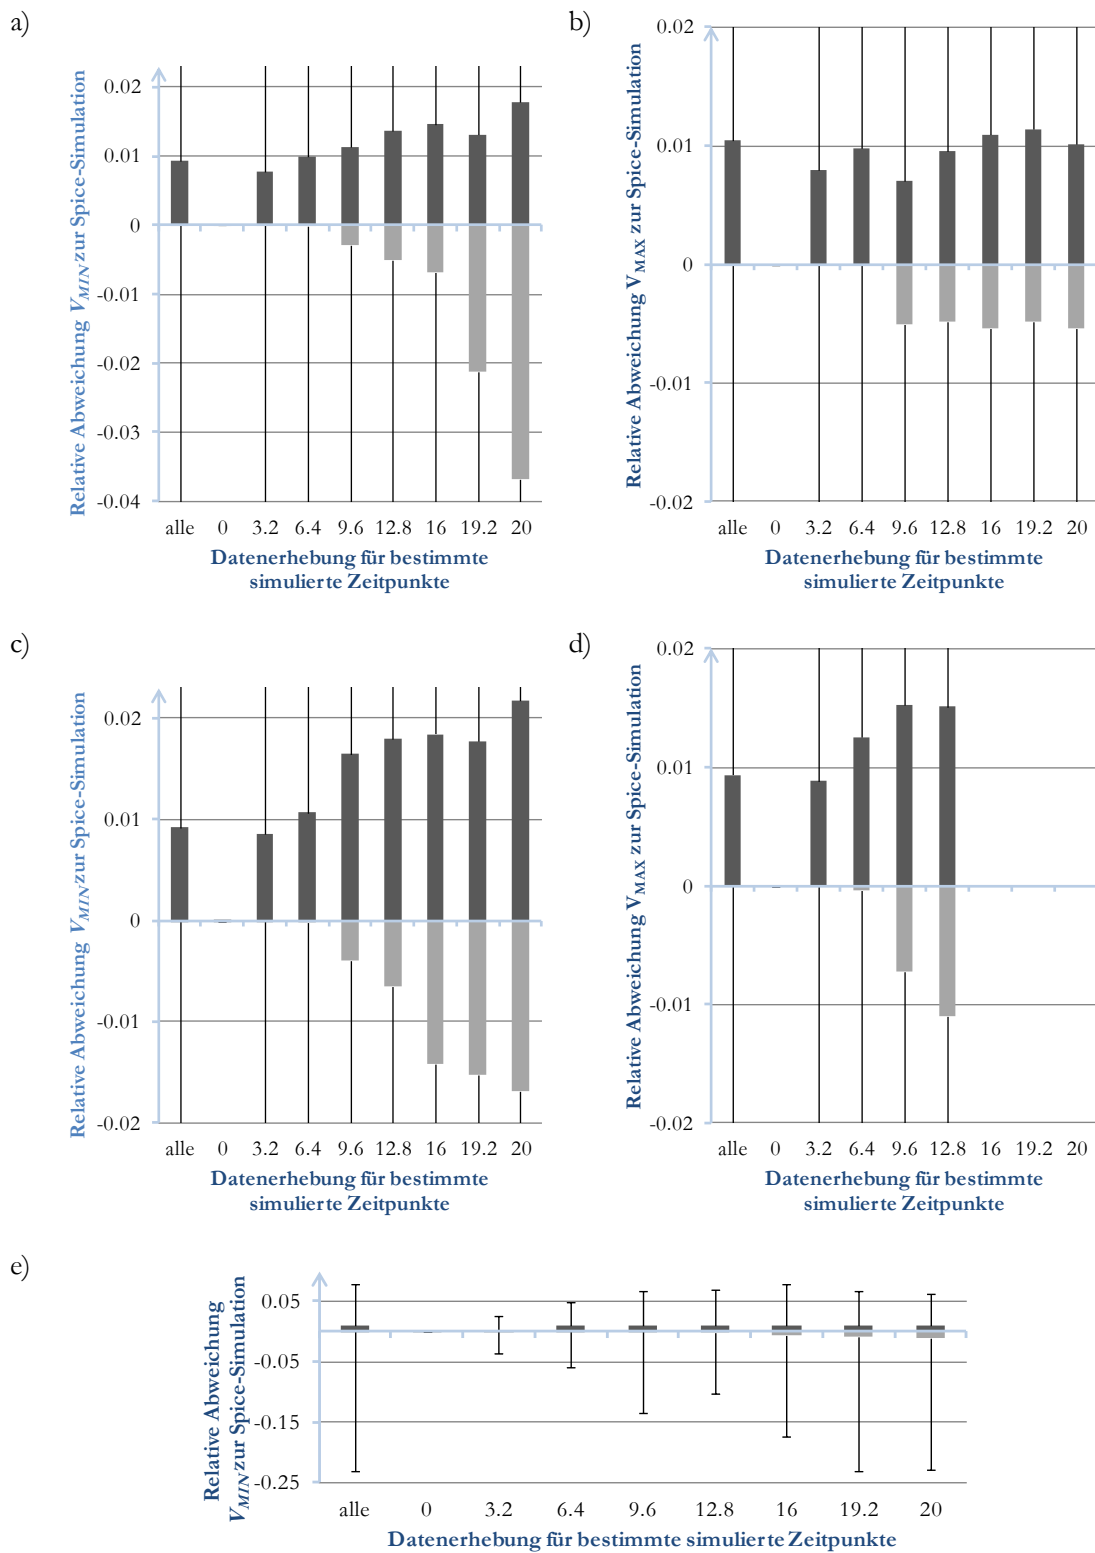 a)
Relative Abweichung V_MIN zur Spice-Simulation
0.02
0.01
0
-0.01
-0.02
-0.03
-0.04
alle 0 3.2 6.4 9.6 12.8 16 19.2 20
Datenerhebung für bestimmte
simulierte Zeitpunkte
b)
Relative Abweichung V_MAX zur Spice-Simulation
0.02
0.01
0
-0.01
-0.02
alle 0 3.2 6.4 9.6 12.8 16 19.2 20
Datenerhebung für bestimmte
simulierte Zeitpunkte
c)
Relative Abweichung V_MIN zur Spice-Simulation
0.02
0.01
0
-0.01
-0.02
alle 0 3.2 6.4 9.6 12.8 16 19.2 20
Datenerhebung für bestimmte
simulierte Zeitpunkte
d)
Relative Abweichung V_MAX zur Spice-Simulation
0.02
0.01
0
-0.01
-0.02
alle 0 3.2 6.4 9.6 12.8 16 19.2 20
Datenerhebung für bestimmte
simulierte Zeitpunkte
e)
Relative Abweichung
V_MIN zur Spice-Simulation
0.05
-0.05
-0.15
-0.25
alle 0 3.2 6.4 9.6 12.8 16 19.2 20
Datenerhebung für bestimmte simulierte Zeitpunkte